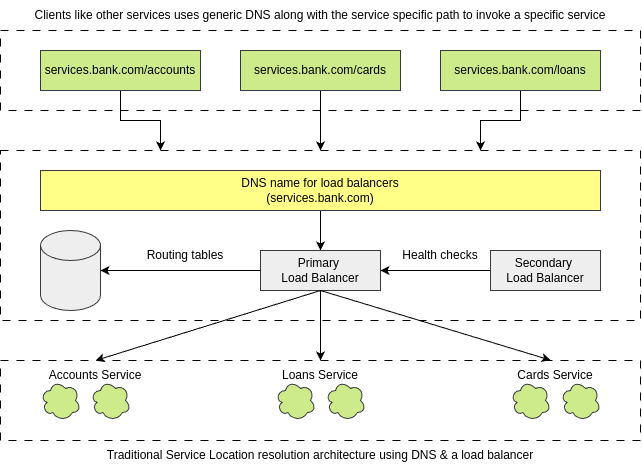 Clients like other services uses generic DNS along with the service specific path to invoke a specific service
services.bank.com/accounts
services.bank.com/cards
services.bank.com/loans
DNS name for load balancers
(services.bank.com)
Routing tables
Primary
Load Balancer
Health checks
Secondary
Load Balancer
Accounts Service
Loans Service
Cards Service
Traditional Service Location resolution architecture using DNS & a load balancer